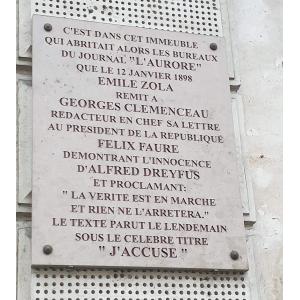 C'EST DANS CET IMMEUBLE
QUI ABRITAIT ALORS LES BUREAUX
DU JOURNAL "L'AURORE"
QUE LE 12 JANVIER 1898
EMILE ZOLA
REMIT A
GEORGES CLEMENCEAU
REDACTEUR EN CHEF SA LETTRE
AU PRESIDENT DE LA REPUBLIQUE
FELIX FAURE
DEMONTRANT L'INNOCENCE
D'ALFRED DREYFUS
ET PROCLAMANT:
" LA VERITE EST EN MARCHE
ET RIEN NE L'ARRETERA."
LE TEXTE PARUT LE LENDEMAIN
SOUS LE CELEBRE TITRE
" J'ACCUSE "